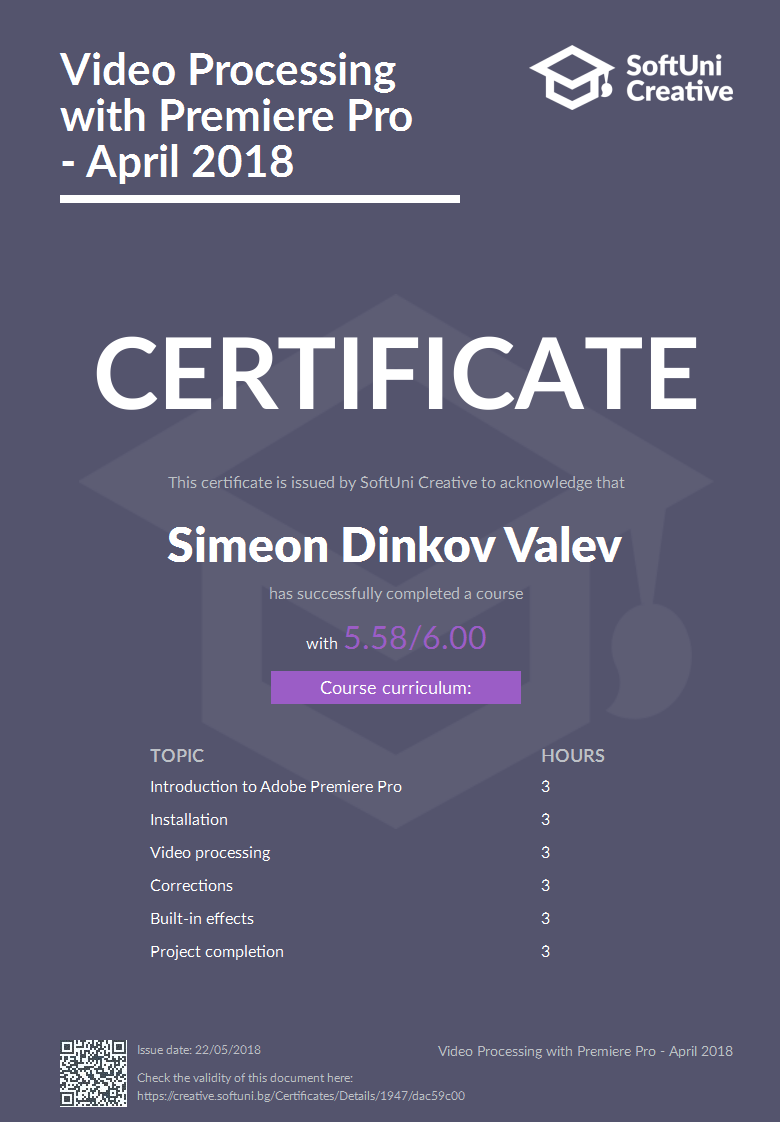 Video Processing
with Premiere Pro
- April 2018
SoftUni
Creative
CERTIFICATE
This certificate is issued by SoftUni Creative to acknowledge that
Simeon Dinkov Valev
has successfully completed a course
with 5.58/6.00
Course curriculum:
TOPIC HOURS
Introduction to Adobe Premiere Pro 3
Installation 3
Video processing 3
Corrections 3
Built-in effects 3
Project completion 3
Issue date: 22/05/2018
Video Processing with Premiere Pro - April 2018
Check the validity of this document here:
https://creative.softuni.bg/Certificates/Details/1947/dac59c00